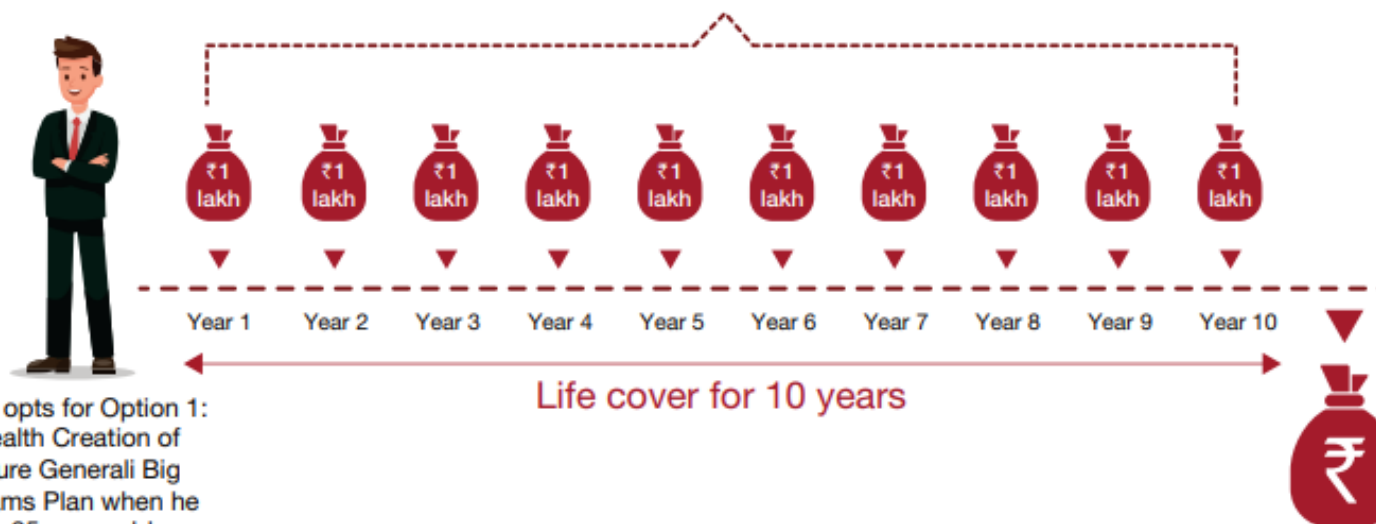 ₹1 lakh
₹1 lakh
₹1 lakh
₹1 lakh
₹1 lakh
₹1 lakh
₹1 lakh
₹1 lakh
₹1 lakh
₹1 lakh
Year 1 Year 2 Year 3 Year 4 Year 5 Year 6 Year 7 Year 8 Year 9 Year 10
Life cover for 10 years
₹
opts for Option 1:
ealth Creation of
ure Generali Big
ams Plan when he